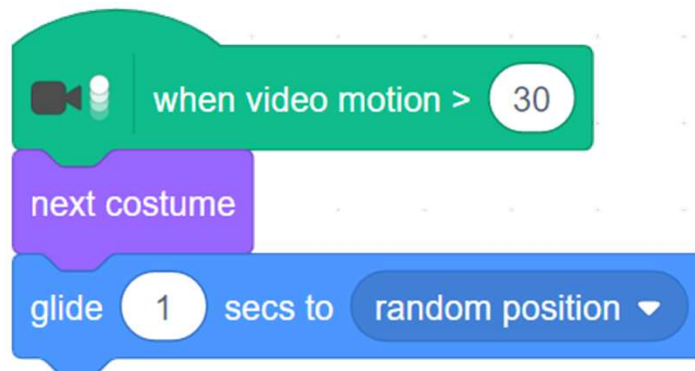 when video motion > 30
next costume
glide 1 secs to random position